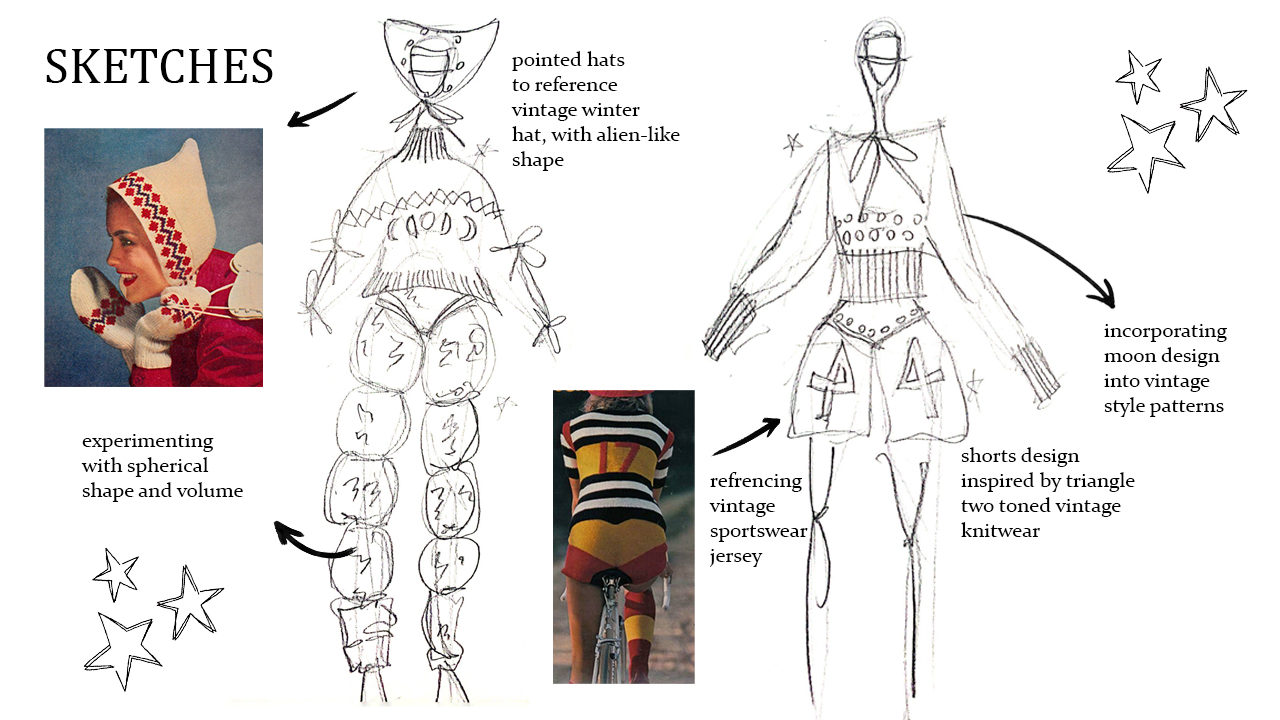 SKETCHES
pointed hats
to reference
vintage winter
hat, with alien-like
shape
incorporating
moon design
into vintage
style patterns
experimenting
with spherical
shape and volume
17
refrencing
vintage
sportswear
jersey
shorts design
inspired by triangle
two toned vintage
knitwear